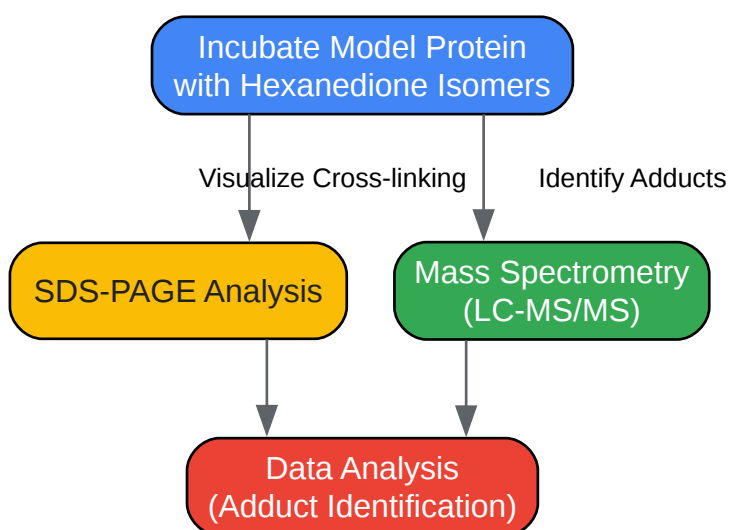 Incubate Model Protein
with Hexanedione Isomers
Visualize Cross-linking
Identify Adducts
SDS-PAGE Analysis
Mass Spectrometry
(LC-MS/MS)
Data Analysis
(Adduct Identification)